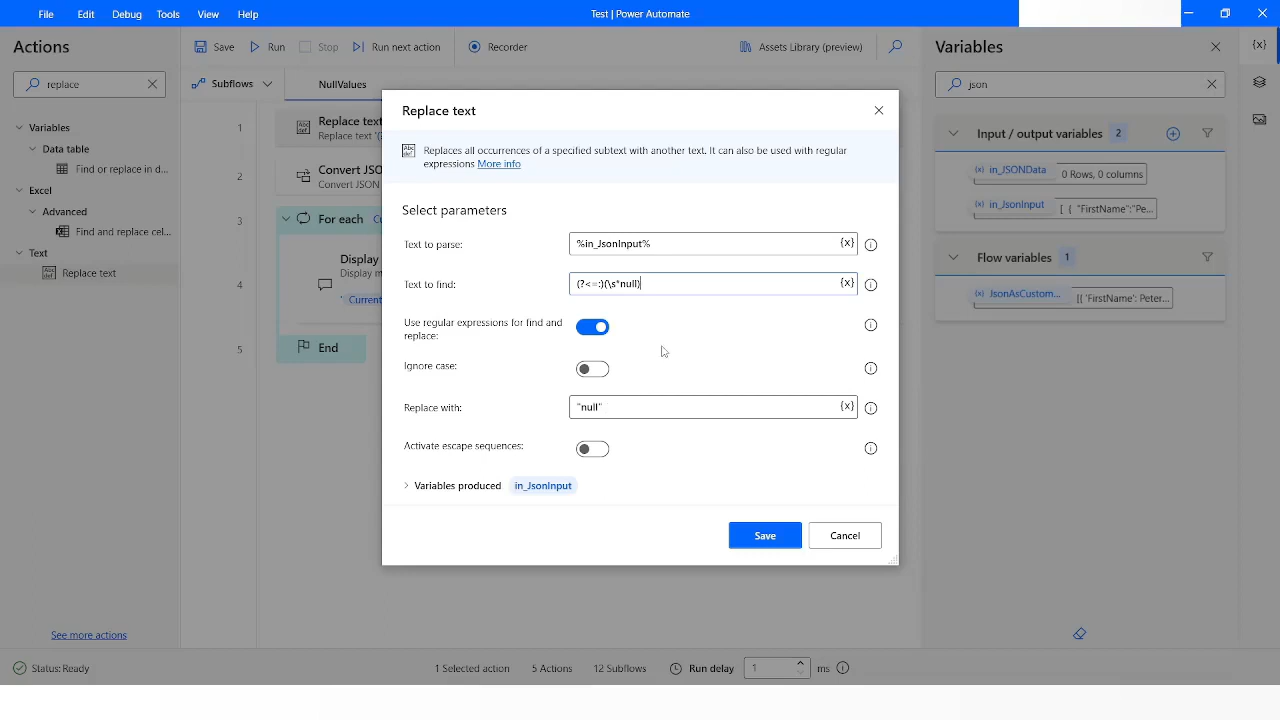 File Edit Debug Tools View Help
Test | Power Automate
Actions
replace
Variables
Data table
Find or replace in d...
Excel
Advanced
Find and replace cel...
Text
Replace text
See more actions
Save Run Stop Run next action Recorder Assets Library (preview)
Subflows NullValues
1 Replace text
Replace text
2 Convert JSO
Convert JSON
3 For each
4 Display
Display m
Current
5 End
Replace text
Replaces all occurrences of a specified subtext with another text. It can also be used with regular
expressions More info
Select parameters
Text to parse: %in_JsonInput% {x}
Text to find: (?<=:)(\s*null) {x}
Use regular expressions for find and
replace:
Ignore case:
Replace with: "null" {x}
Activate escape sequences:
Variables produced in_JsonInput
Save Cancel
Variables
json
Input / output variables 2
{x} in_JSONData 0 Rows, 0 columns
{x} in_JsonInput [ { "FirstName":"Pe...
Flow variables 1
{x} JsonAsCustom... [{ 'FirstName': Peter...
{x}
Status: Ready 1 Selected action 5 Actions 12 Subflows Run delay 1 ms